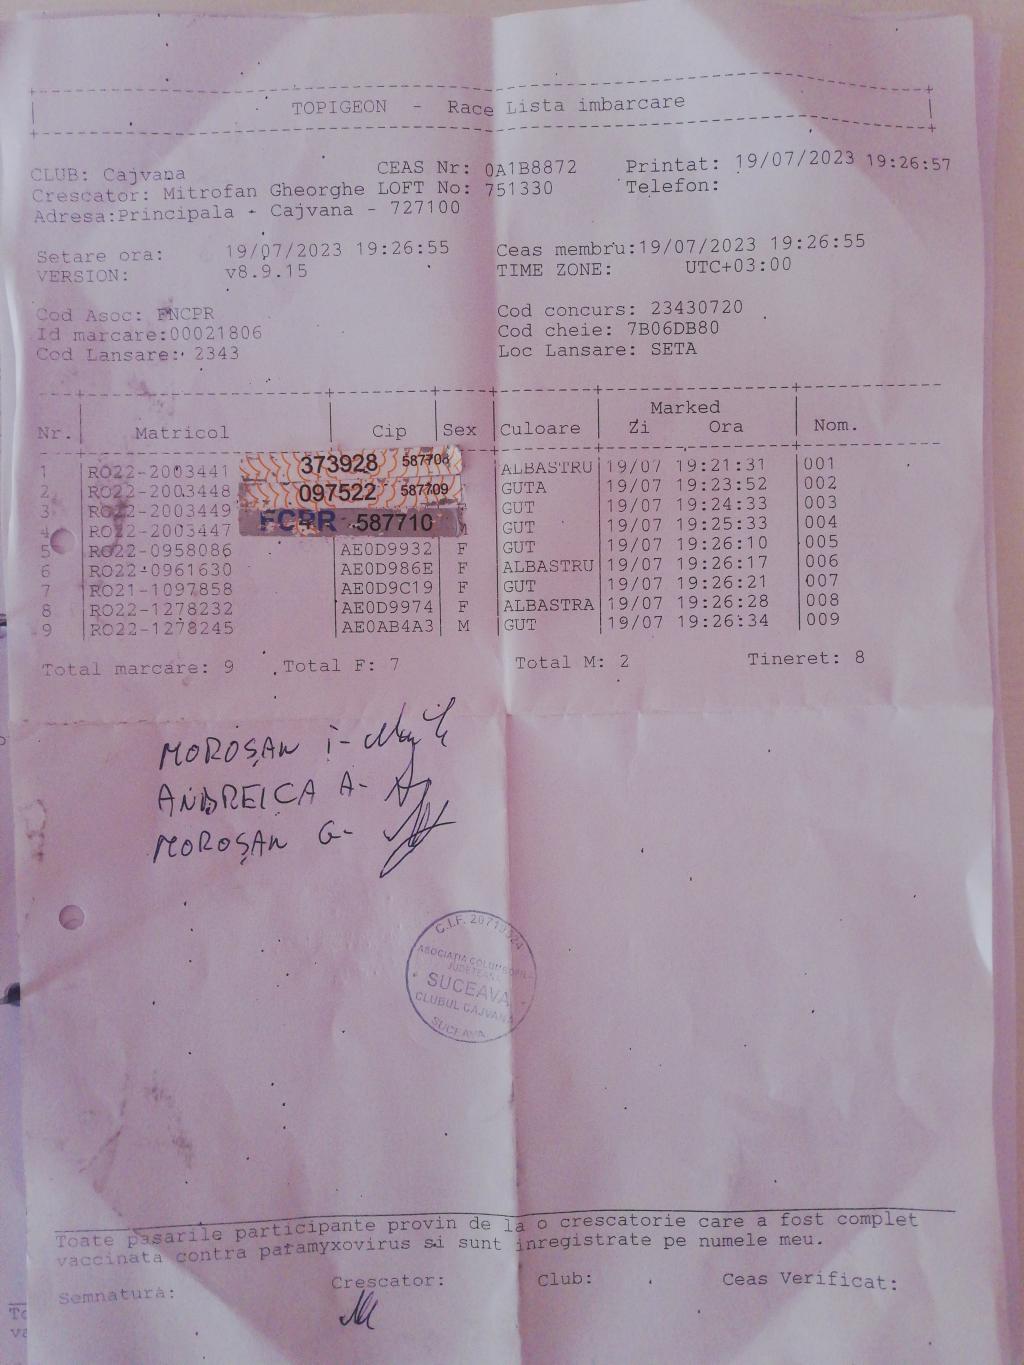 TOPIGEON - Race Lista imbarcare
CLUB: Cajvana CEAS Nr: 0A1B8872 Printat: 19/07/2023 19:26:57
Crescator: Mitrofan Gheorghe LOFT No: 751330 Telefon:
Adresa:Principala - Cajvana - 727100
Setare ora: 19/07/2023 19:26:55 Ceas membru:19/07/2023 19:26:55
VERSION: v8.9.15 TIME ZONE: UTC+03:00
Cod Asoc: FNCPR Cod concurs: 23430720
Id marcare:00021806 Cod cheie: 7B06DB80
Cod Lansare: 2343 Loc Lansare: SETA
Marked
Nr. Matricol Cip Sex Culoare Zi Ora Nom.
1 RO22-2003441 373928 587708 ALBASTRU 19/07 19:21:31 001
2 RO22-2003448 097522 587709 GUTA 19/07 19:23:52 002
3 RO22-2003449 FCPR 587710 GUT 19/07 19:24:33 003
4 RO22-2003447 GUT 19/07 19:25:33 004
5 RO22-0958086 AE0D9932 F GUT 19/07 19:26:10 005
6 RO22-0961630 AE0D986E F ALBASTRU 19/07 19:26:17 006
7 RO21-1097858 AE0D9C19 F GUT 19/07 19:26:21 007
8 RO22-1278232 AE0D9974 F ALBASTRA 19/07 19:26:28 008
9 RO22-1278245 AE0AB4A3 M GUT 19/07 19:26:34 009
Total marcare: 9 Total F: 7 Total M: 2 Tineret: 8
MOROȘAN I-
ANDREICA A-
MOROȘAN G-
C.I.F.
ASOCIATIA COLUMBOFILA
JUDETEANA
SUCEAVA
CLUBUL CAJVANA
SUCEAVA
Toate pasarile participante provin de la o crescatorie care a fost complet
vaccinata contra paramyxovirus si sunt inregistrate pe numele meu.
Semnatura: Crescator: Club: Ceas Verificat: